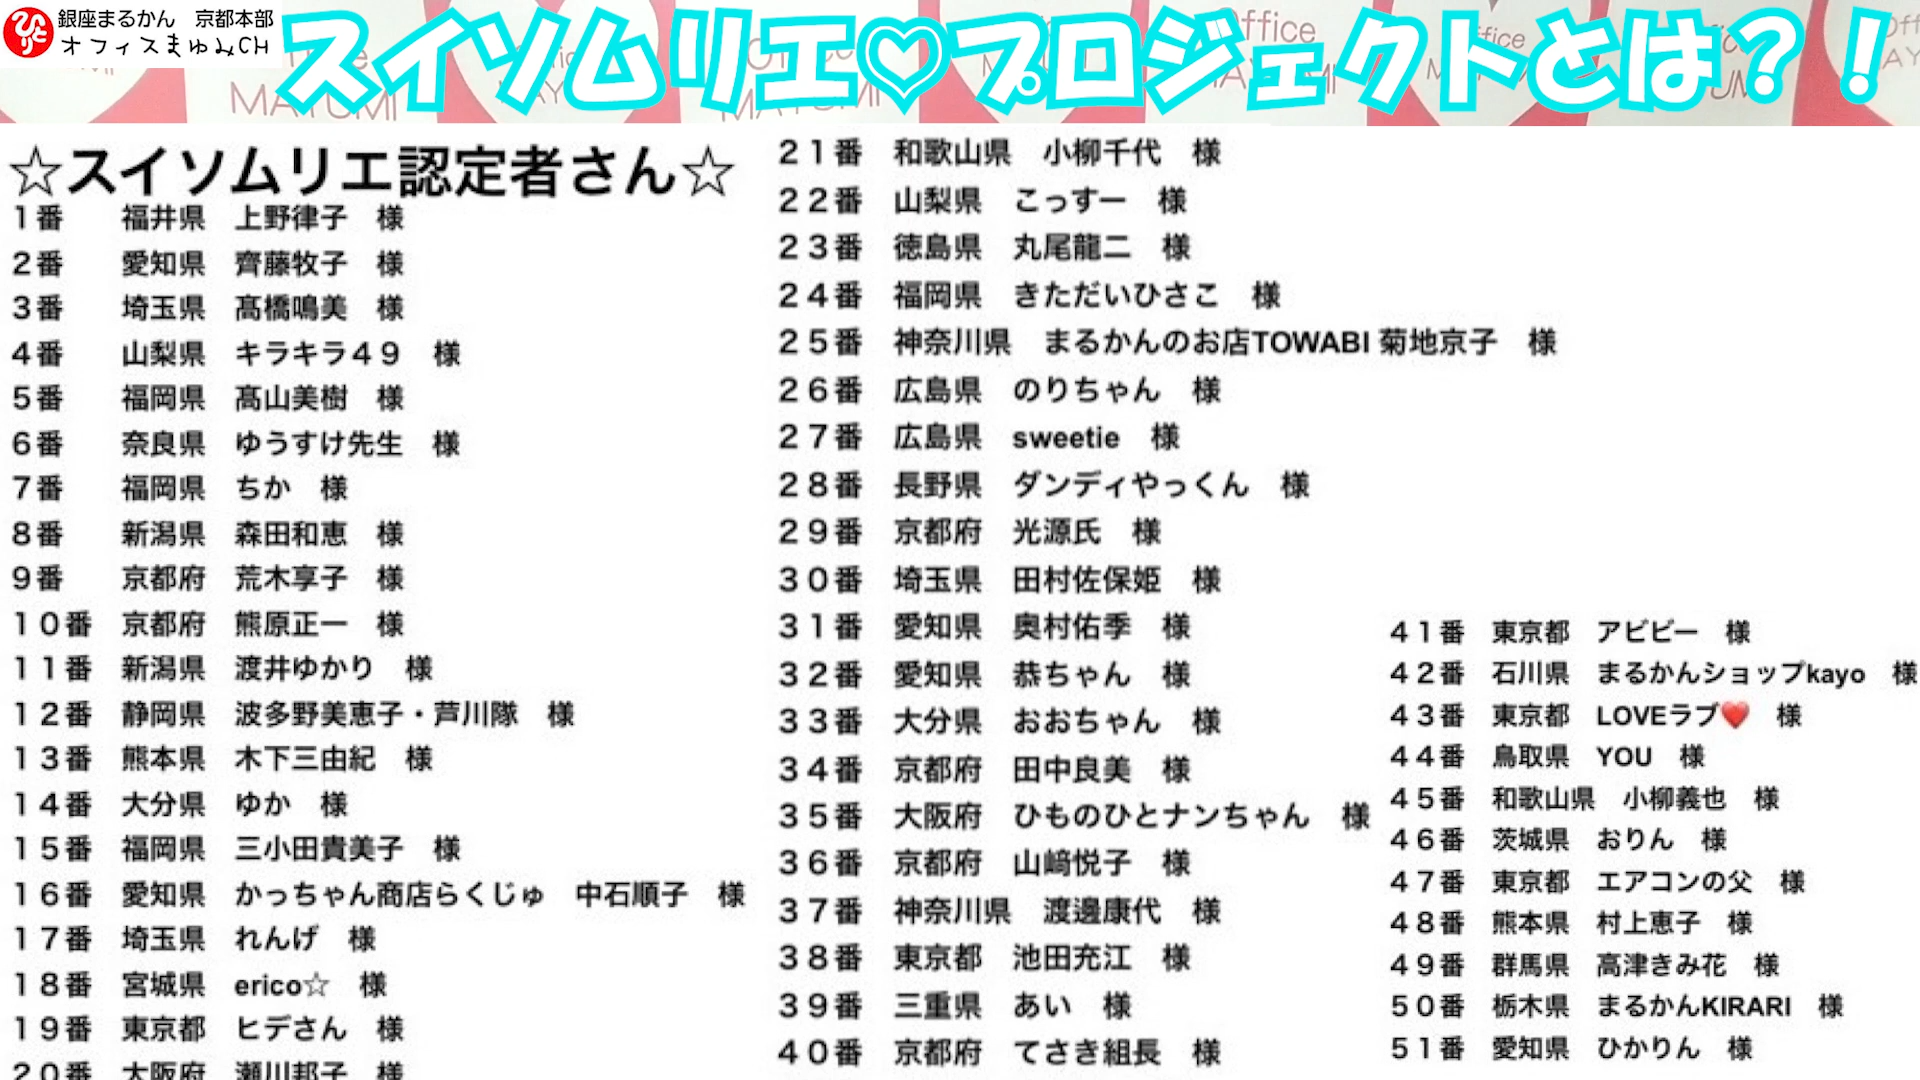 銀座まるかん 京都本部
オフィスまゆみCH
スイソムリエ♡プロジェクトとは？！
☆スイソムリエ認定者さん☆
1番 福井県 上野律子 様
2番 愛知県 齊藤牧子 様
3番 埼玉県 髙橋鳴美 様
4番 山梨県 キラキラ４９ 様
5番 福岡県 髙山美樹 様
6番 奈良県 ゆうすけ先生 様
7番 福岡県 ちか 様
8番 新潟県 森田和恵 様
9番 京都府 荒木享子 様
１０番 京都府 熊原正一 様
１１番 新潟県 渡井ゆかり 様
１２番 静岡県 波多野美恵子・芦川隊 様
１３番 熊本県 木下三由紀 様
１４番 大分県 ゆか 様
１５番 福岡県 三小田貴美子 様
１６番 愛知県 かっちゃん商店らくじゅ 中石順子 様
１７番 埼玉県 れんげ 様
１８番 宮城県 erico☆ 様
１９番 東京都 ヒデさん 様
２０番 大阪府 瀬川邦子 様
２１番 和歌山県 小柳千代 様
２２番 山梨県 こっすー 様
２３番 徳島県 丸尾龍二 様
２４番 福岡県 きただいひさこ 様
２５番 神奈川県 まるかんのお店TOWABI 菊地京子 様
２６番 広島県 のりちゃん 様
２７番 広島県 sweetie 様
２８番 長野県 ダンディやっくん 様
２９番 京都府 光源氏 様
３０番 埼玉県 田村佐保姫 様
３１番 愛知県 奥村佑季 様
３２番 愛知県 恭ちゃん 様
３３番 大分県 おおちゃん 様
３４番 京都府 田中良美 様
３５番 大阪府 ひものひとナンちゃん 様
３６番 京都府 山﨑悦子 様
３７番 神奈川県 渡邊康代 様
３８番 東京都 池田充江 様
３９番 三重県 あい 様
４０番 京都府 てさき組長 様
４１番 東京都 アビビー 様
４２番 石川県 まるかんショップkayo 様
４３番 東京都 LOVEラブ❤️ 様
４４番 鳥取県 YOU 様
４５番 和歌山県 小柳義也 様
４６番 茨城県 おりん 様
４７番 東京都 エアコンの父 様
４８番 熊本県 村上恵子 様
４９番 群馬県 高津きみ花 様
５０番 栃木県 まるかんKIRARI 様
５１番 愛知県 ひかりん 様